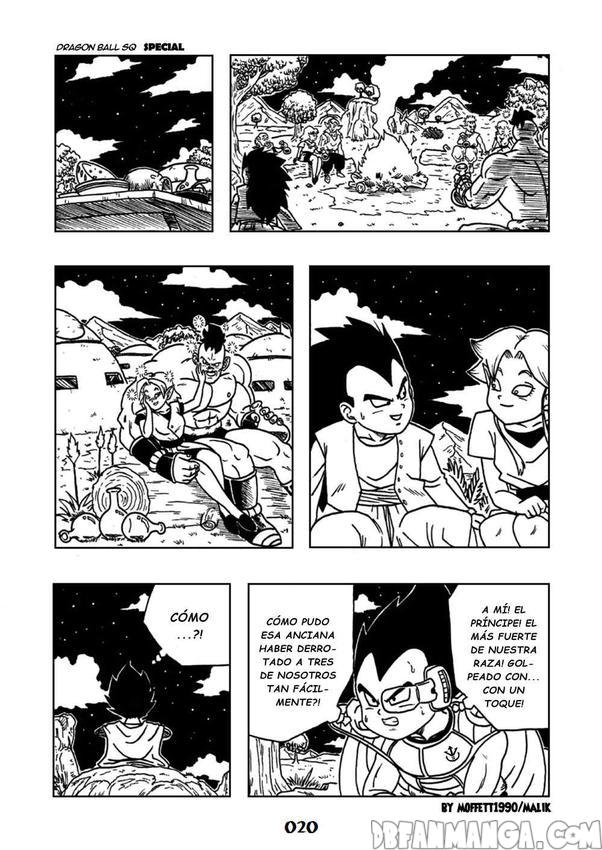 DRAGON BALL SQ SPECIAL
CÓMO
...?!
CÓMO PUDO
ESA ANCIANA
HABER DERRO-
TADO A TRES
DE NOSOTROS
TAN FÁCIL-
MENTE?!
A MÍ! EL
PRÍNCIPE! EL
MÁS FUERTE
DE NUESTRA
RAZA! GOL-
PEADO CON...
CON UN
TOQUE!
BY MOFFETT1990/MALIK
020
DBFANMANGA.COM